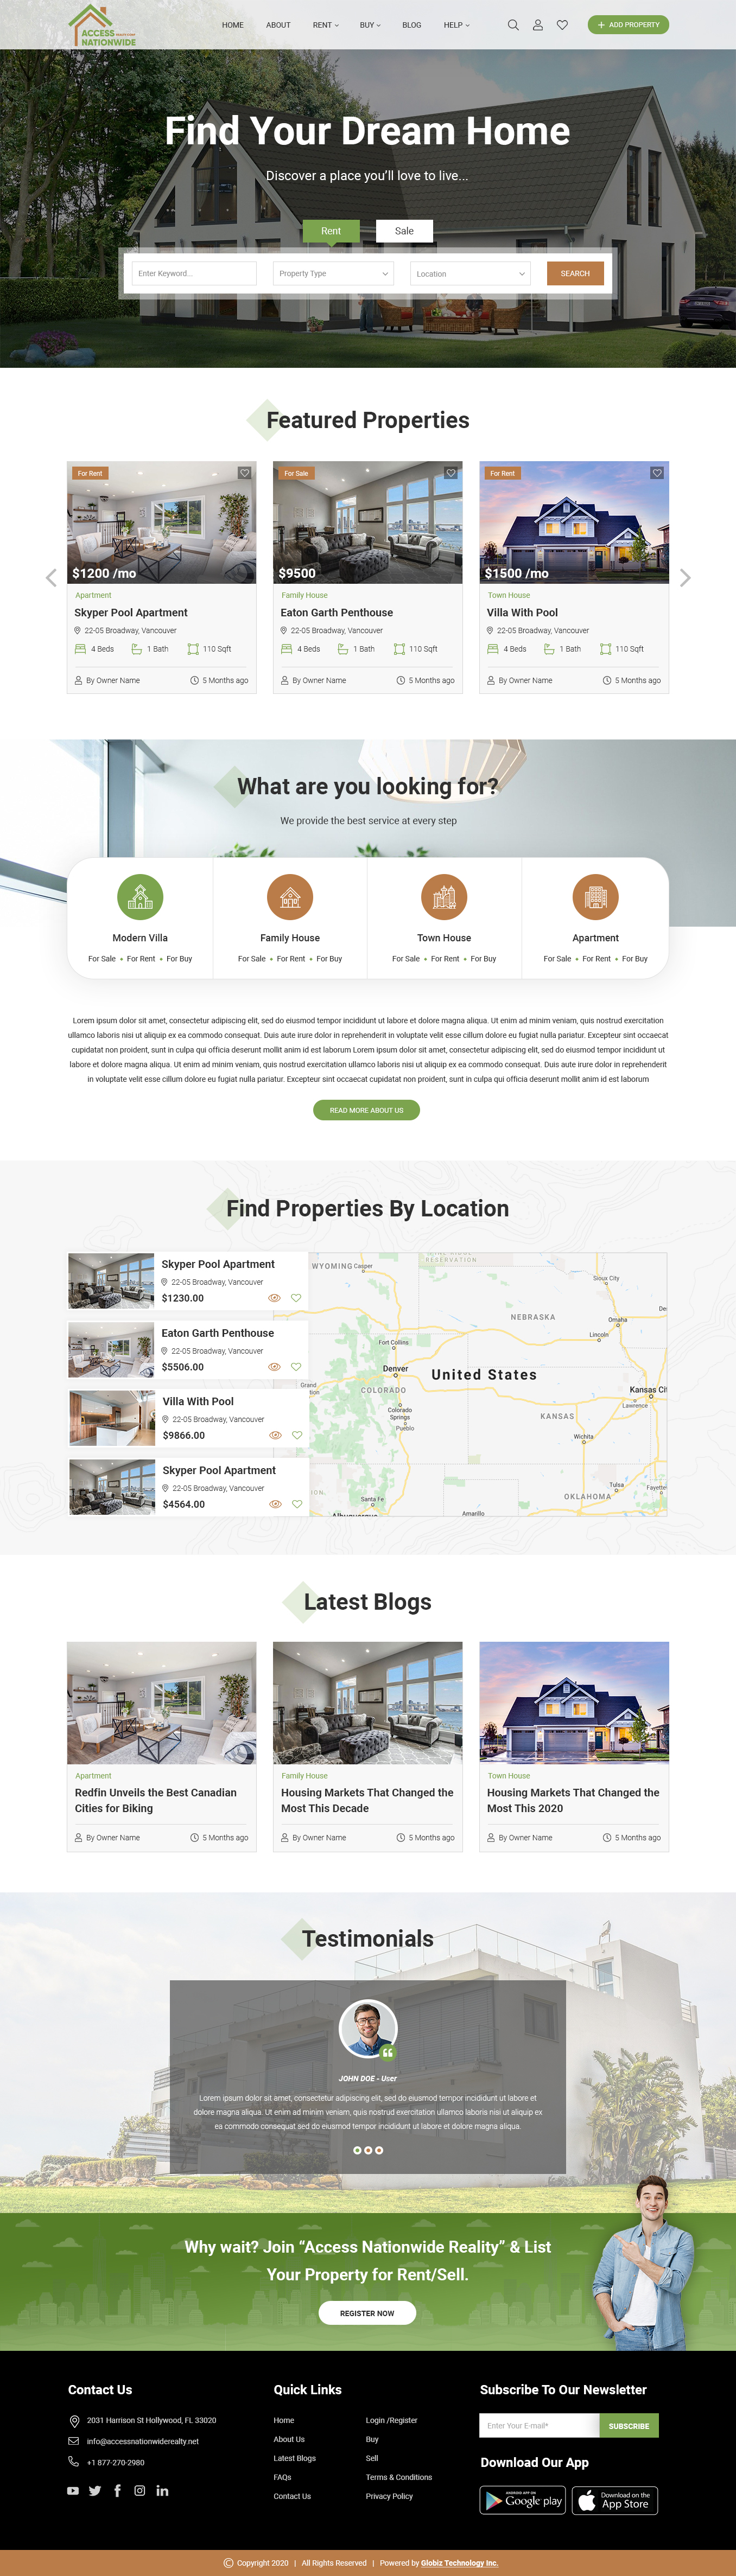 ACCESS
NATIONWIDE
HOME ABOUT RENT BUY BLOG HELP
ADD PROPERTY
Find Your Dream Home
Discover a place you'll love to live...
Rent Sale
Enter Keyword... Property Type Location SEARCH
Featured Properties
For Rent
$1200 /mo
Apartment
Skyper Pool Apartment
22-05 Broadway, Vancouver
4 Beds 1 Bath 110 Sqft
By Owner Name 5 Months ago
For Sale
$9500
Family House
Eaton Garth Penthouse
22-05 Broadway, Vancouver
4 Beds 1 Bath 110 Sqft
By Owner Name 5 Months ago
For Rent
$1500 /mo
Town House
Villa With Pool
22-05 Broadway, Vancouver
4 Beds 1 Bath 110 Sqft
By Owner Name 5 Months ago
What are you looking for?
We provide the best service at every step
Modern Villa
For Sale • For Rent • For Buy
Family House
For Sale • For Rent • For Buy
Town House
For Sale • For Rent • For Buy
Apartment
For Sale • For Rent • For Buy
Lorem ipsum dolor sit amet, consectetur adipiscing elit, sed do eiusmod tempor incididunt ut labore et dolore magna aliqua. Ut enim ad minim veniam, quis nostrud exercitation
ullamco laboris nisi ut aliquip ex ea commodo consequat. Duis aute irure dolor in reprehenderit in voluptate velit esse cillum dolore eu fugiat nulla pariatur. Excepteur sint occaecat
cupidatat non proident, sunt in culpa qui officia deserunt mollit anim id est laborum Lorem ipsum dolor sit amet, consectetur adipiscing elit, sed do eiusmod tempor incididunt ut
labore et dolore magna aliqua. Ut enim ad minim veniam, quis nostrud exercitation ullamco laboris nisi ut aliquip ex ea commodo consequat. Duis aute irure dolor in reprehenderit
in voluptate velit esse cillum dolore eu fugiat nulla pariatur. Excepteur sint occaecat cupidatat non proident, sunt in culpa qui officia deserunt mollit anim id est laborum
READ MORE ABOUT US
Find Properties By Location
Skyper Pool Apartment
22-05 Broadway, Vancouver
$1230.00
Eaton Garth Penthouse
22-05 Broadway, Vancouver
$5506.00
Villa With Pool
22-05 Broadway, Vancouver
$9866.00
Skyper Pool Apartment
22-05 Broadway, Vancouver
$4564.00
RESERVATION
WYOMING Casper
Sioux City
NEBRASKA
Omaha De
Lincoln
Fort Collins
Denver
United States
Grand
tion
COLORADO
Kansas Cit
Lawrence
Colorado
Springs
KANSAS
Pueblo
Wichita
Tulsa
Fayette
OKLAHOMA
Santa Fe
Amarillo
Albuquerque
Latest Blogs
Apartment
Redfin Unveils the Best Canadian
Cities for Biking
By Owner Name 5 Months ago
Family House
Housing Markets That Changed the
Most This Decade
By Owner Name 5 Months ago
Town House
Housing Markets That Changed the
Most This 2020
By Owner Name 5 Months ago
Testimonials
JOHN DOE - User
Lorem ipsum dolor sit amet, consectetur adipiscing elit, sed do eiusmod tempor incididunt ut labore et
dolore magna aliqua. Ut enim ad minim veniam, quis nostrud exercitation ullamco laboris nisi ut aliquip ex
ea commodo consequat sed do eiusmod tempor incididunt ut labore et dolore magna aliqua.
Why wait? Join “Access Nationwide Reality” & List
Your Property for Rent/Sell.
REGISTER NOW
Contact Us
2031 Harrison St Hollywood, FL 33020
info@accessnationwiderealty.net
+1 877-270-2980
Quick Links
Home Login /Register
About Us Buy
Latest Blogs Sell
FAQs Terms & Conditions
Contact Us Privacy Policy
Subscribe To Our Newsletter
Enter Your E-mail* SUBSCRIBE
Download Our App
ANDROID APP ON
Google play
Download on the
App Store
© Copyright 2020 | All Rights Reserved | Powered by Globiz Technology Inc.